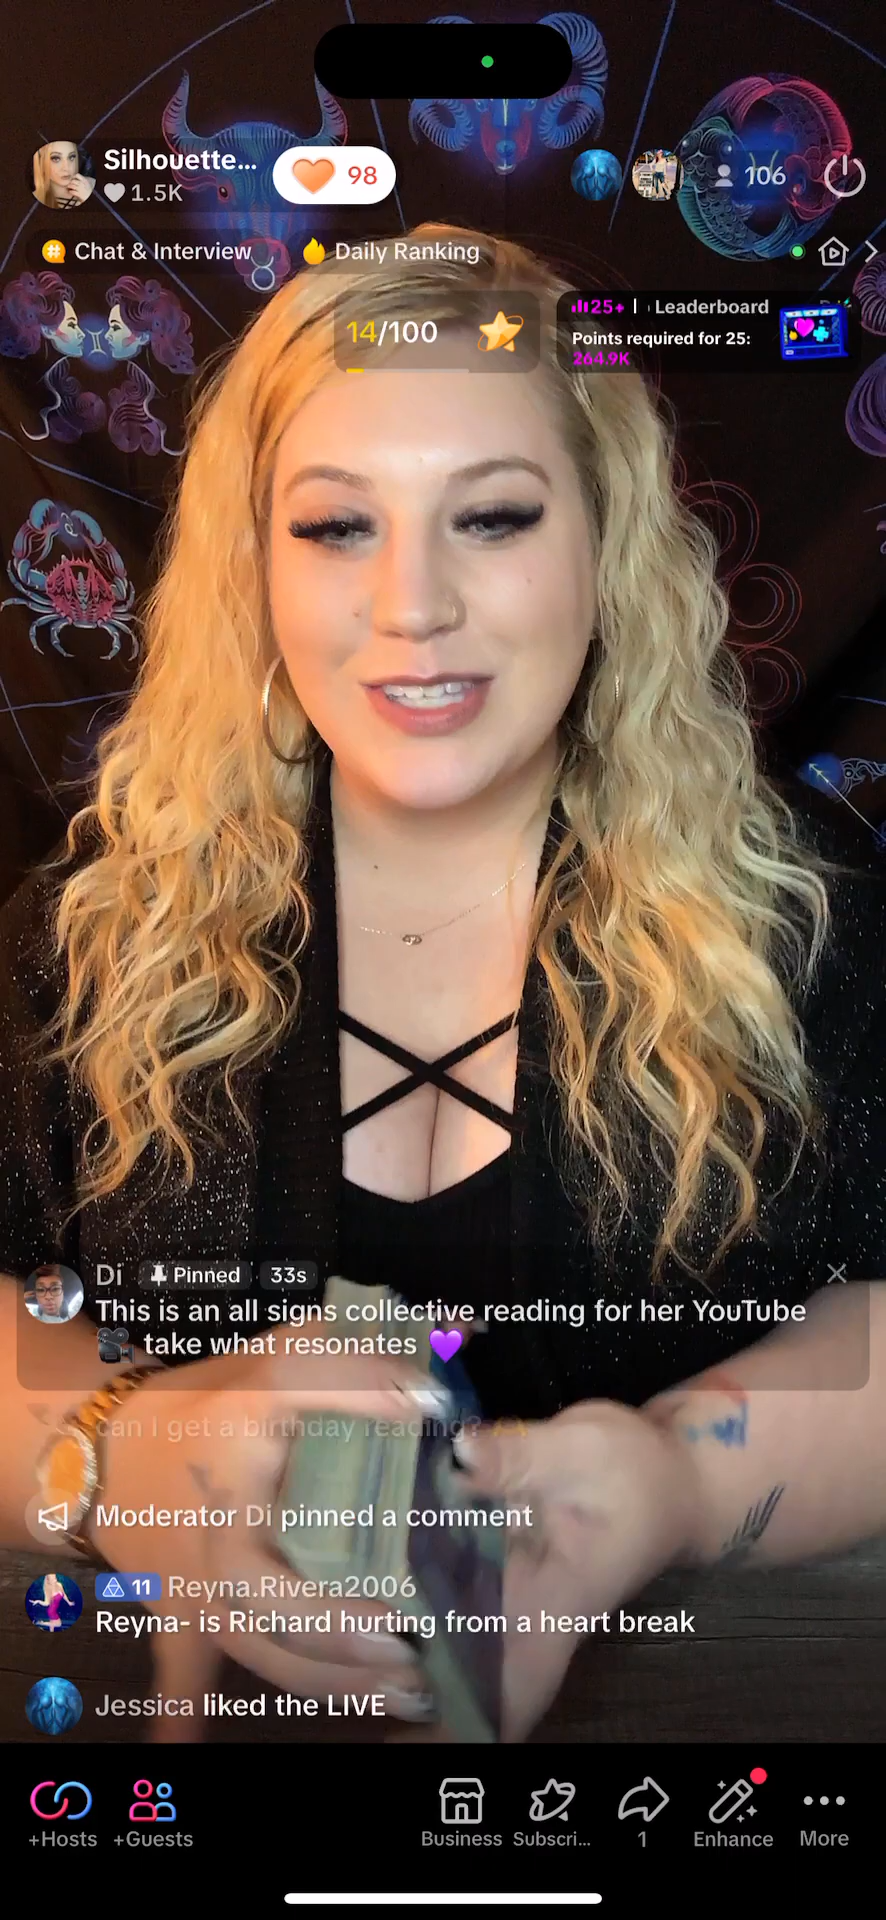 Silhouette...
98
1.5K
106
Chat & Interview
Daily Ranking
14/100
25+ | Leaderboard
Points required for 25:
264.9K
Di Pinned 33s
This is an all signs collective reading for her YouTube
🎥 take what resonates 💜
can I get a birthday reading? 🫶
Moderator Di pinned a comment
11 Reyna.Rivera2006
Reyna- is Richard hurting from a heart break
Jessica liked the LIVE
+Hosts
+Guests
Business
Subscri...
1
Enhance
More